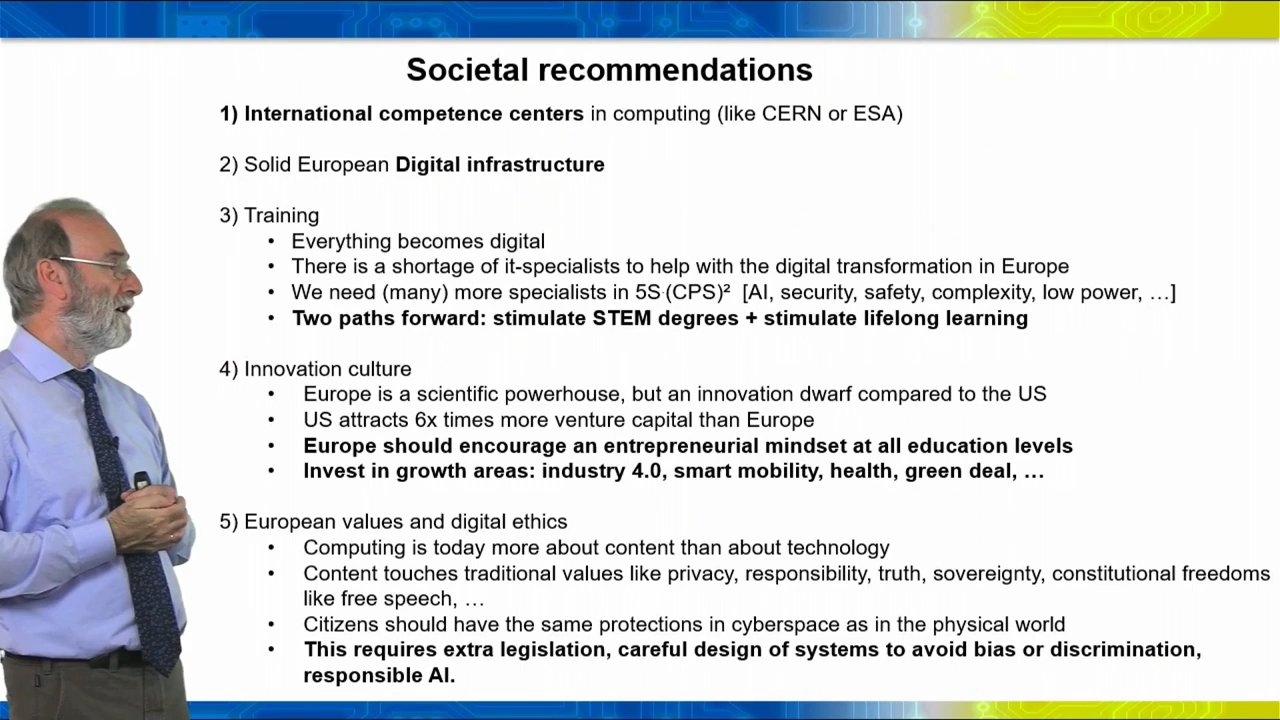 Societal recommendations
1) International competence centers in computing (like CERN or ESA)
2) Solid European Digital infrastructure
3) Training
• Everything becomes digital
• There is a shortage of it-specialists to help with the digital transformation in Europe
• We need (many) more specialists in 5S (CPS)² [AI, security, safety, complexity, low power, …]
• Two paths forward: stimulate STEM degrees + stimulate lifelong learning
4) Innovation culture
• Europe is a scientific powerhouse, but an innovation dwarf compared to the US
• US attracts 6x times more venture capital than Europe
• Europe should encourage an entrepreneurial mindset at all education levels
• Invest in growth areas: industry 4.0, smart mobility, health, green deal, …
5) European values and digital ethics
• Computing is today more about content than about technology
• Content touches traditional values like privacy, responsibility, truth, sovereignty, constitutional freedoms
like free speech, …
• Citizens should have the same protections in cyberspace as in the physical world
• This requires extra legislation, careful design of systems to avoid bias or discrimination,
responsible AI.